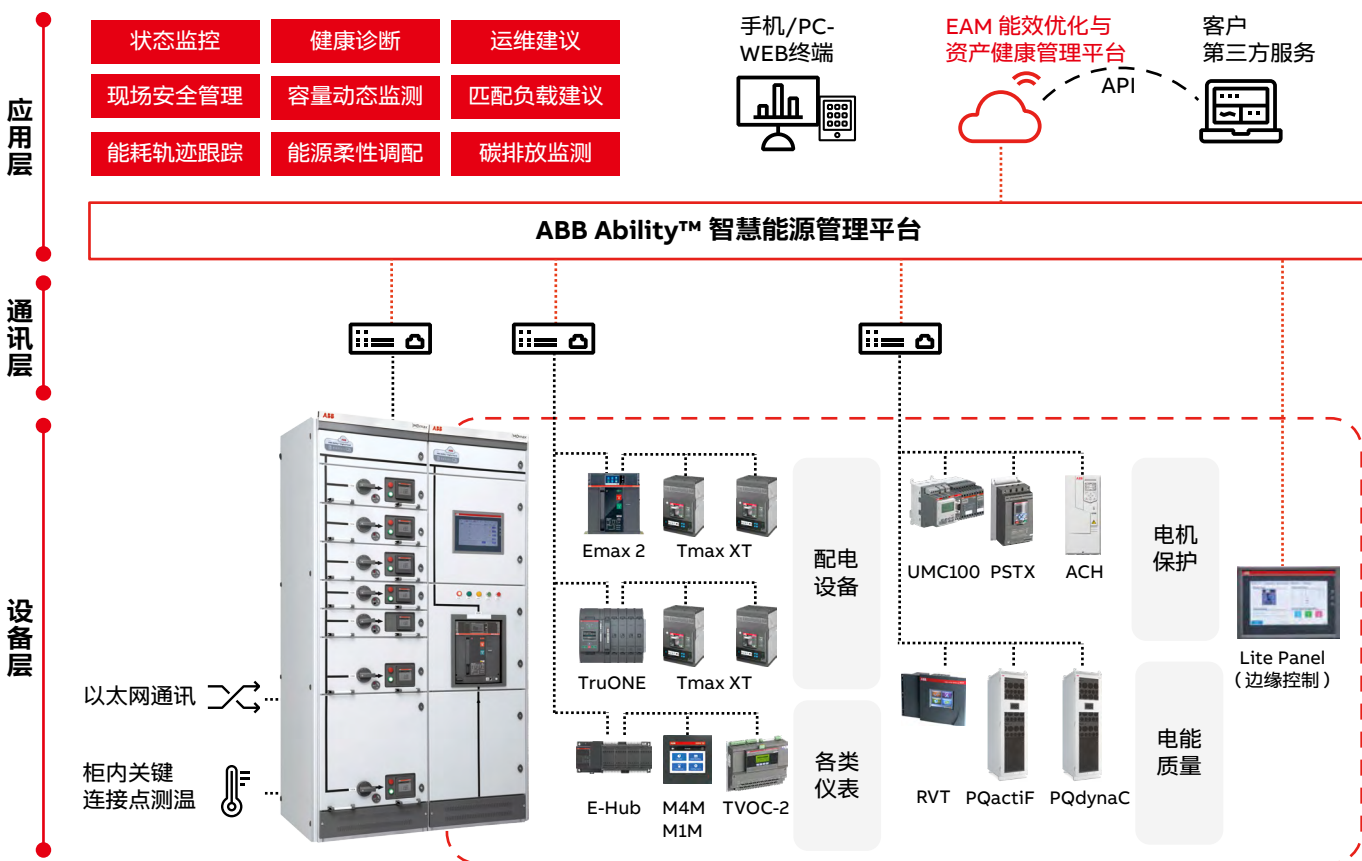 应用层
状态监控
健康诊断
运维建议
现场安全管理
容量动态监测
匹配负载建议
能耗轨迹跟踪
能源柔性调配
碳排放监测
手机/PC-
WEB终端
EAM 能效优化与
资产健康管理平台
API
客户
第三方服务
ABB Ability™ 智慧能源管理平台
通讯层
设备层
ABB
ABB
以太网通讯
柜内关键
连接点测温
Emax 2
Tmax XT
TruONE
Tmax XT
E-Hub
M4M
M1M
TVOC-2
配电
设备
各类
仪表
UMC100
PSTX
ACH
电机
保护
RVT
PQactiF
PQdynaC
电能
质量
Lite Panel
（边缘控制）